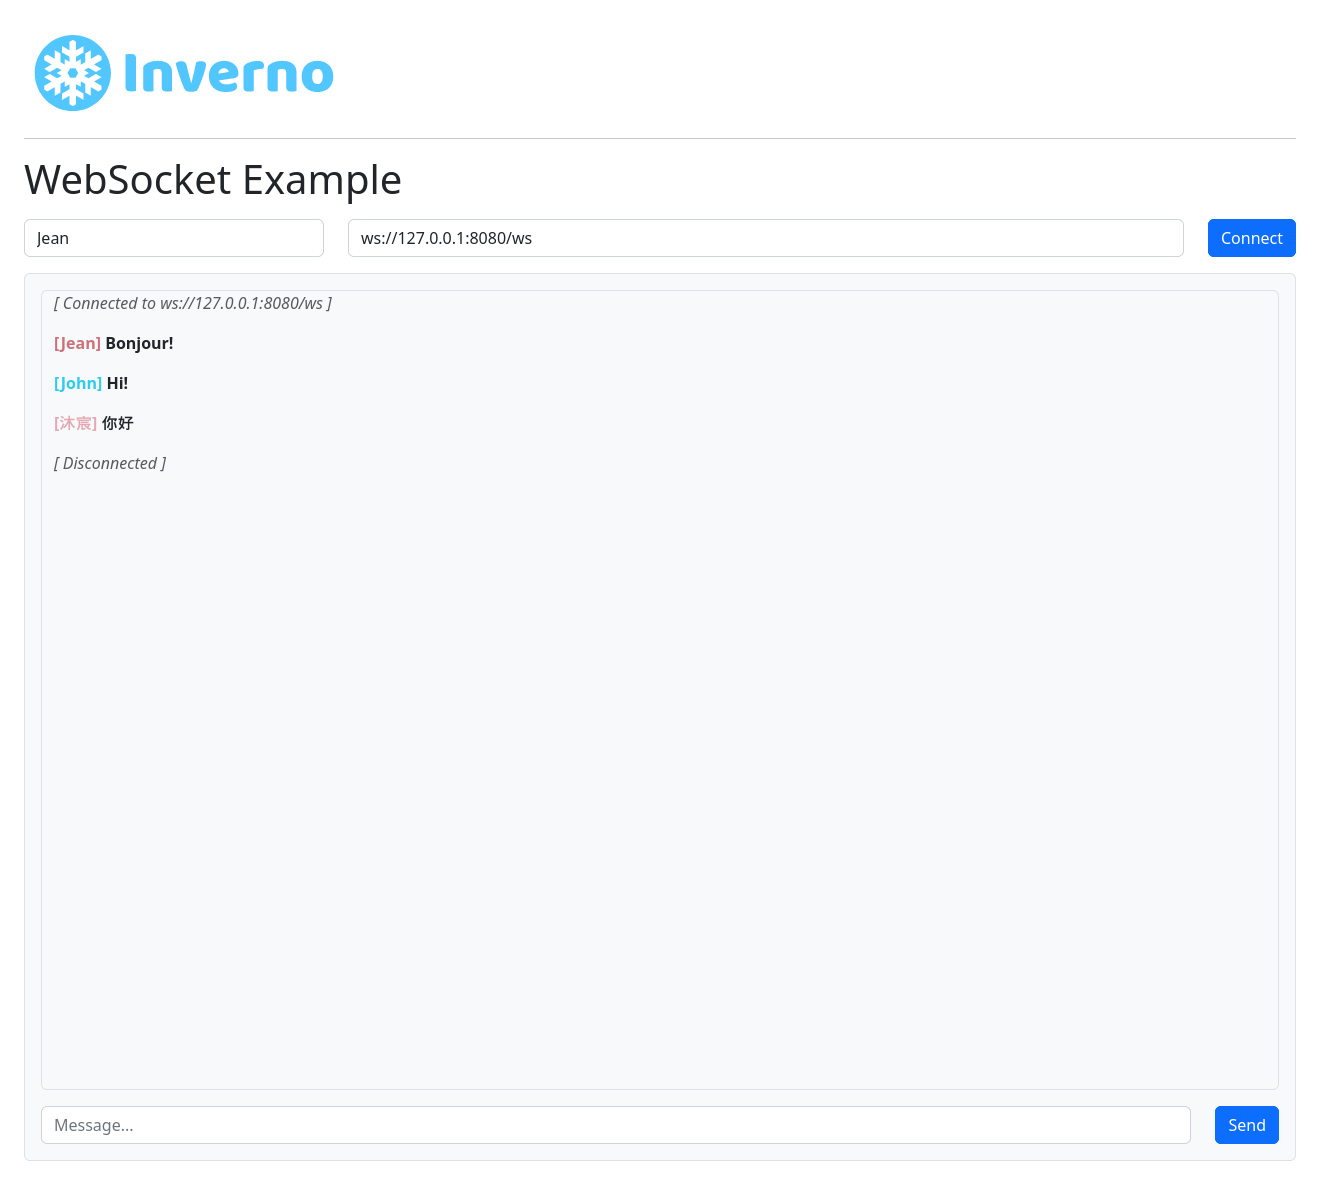 Inverno
WebSocket Example
Jean
ws://127.0.0.1:8080/ws
Connect
[ Connected to ws://127.0.0.1:8080/ws ]
[Jean] Bonjour!
[John] Hi!
[沐宸] 你好
[ Disconnected ]
Message...
Send